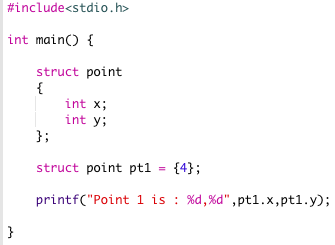 #include<stdio.h>
int main() {
struct point
{
int x;
int y;
};
struct point pt1 = {4};
printf("Point 1 is : %d,%d",pt1.x,pt1.y);
}